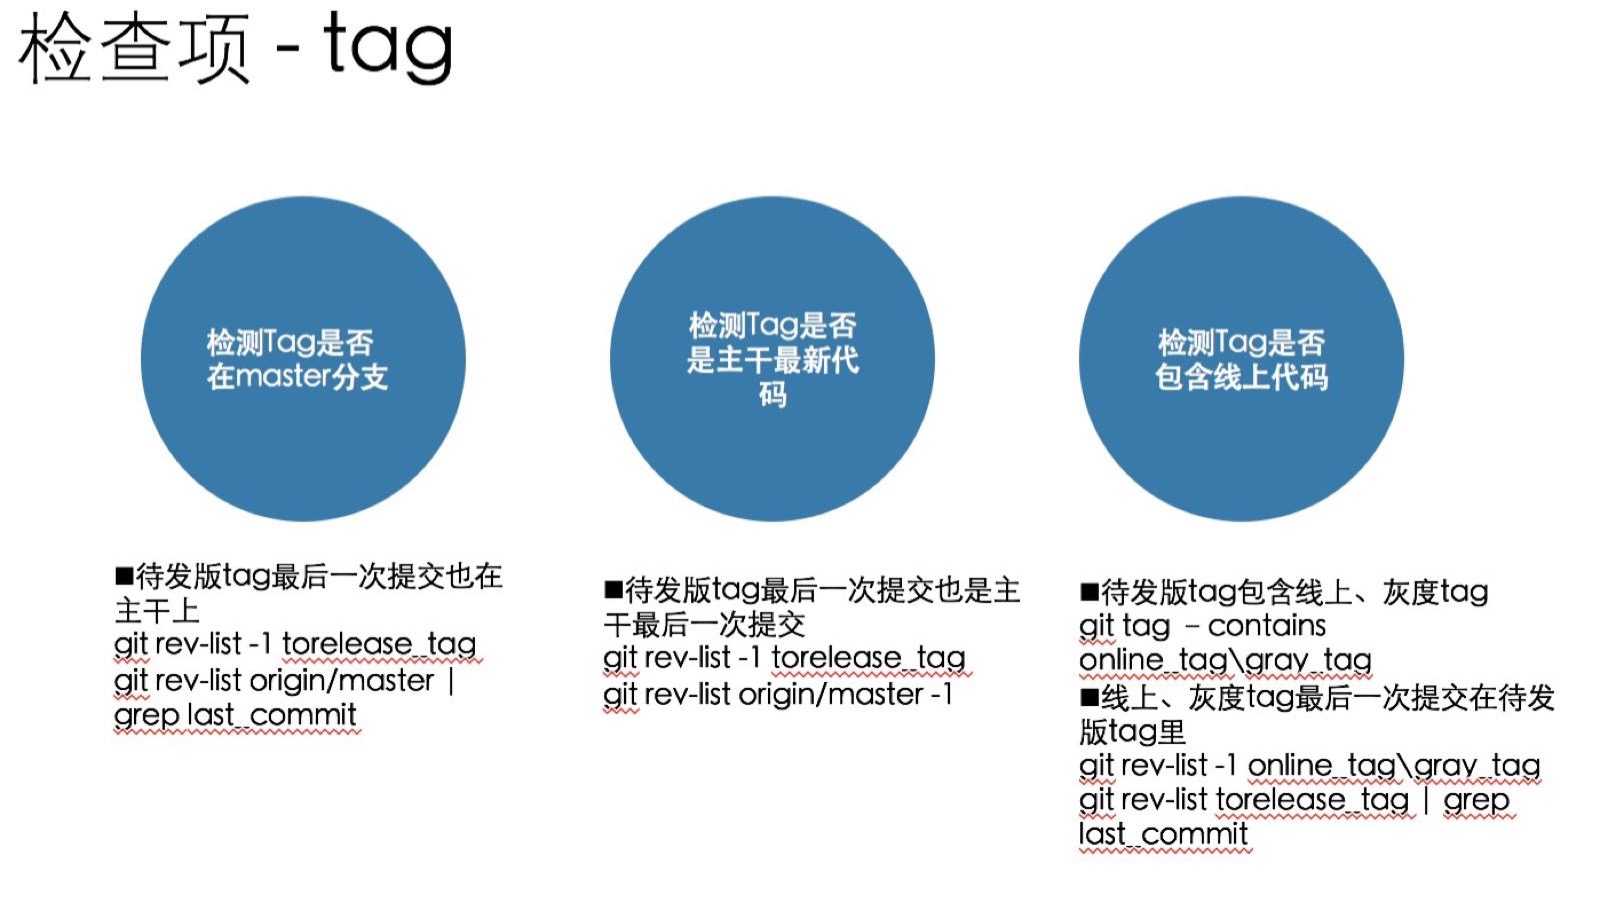 检查项 - tag
检测Tag是否
在master分支
检测Tag是否
是主干最新代
码
检测Tag是否
包含线上代码
■待发版tag最后一次提交也在
主干上
git rev-list -1 torelease_tag
git rev-list origin/master |
grep last_commit
■待发版tag最后一次提交也是主
干最后一次提交
git rev-list -1 torelease_tag
git rev-list origin/master -1
■待发版tag包含线上、灰度tag
git tag – contains
online_tag\gray_tag
■线上、灰度tag最后一次提交在待发
版tag里
git rev-list -1 online_tag\gray_tag
git rev-list torelease_tag | grep
last_commit